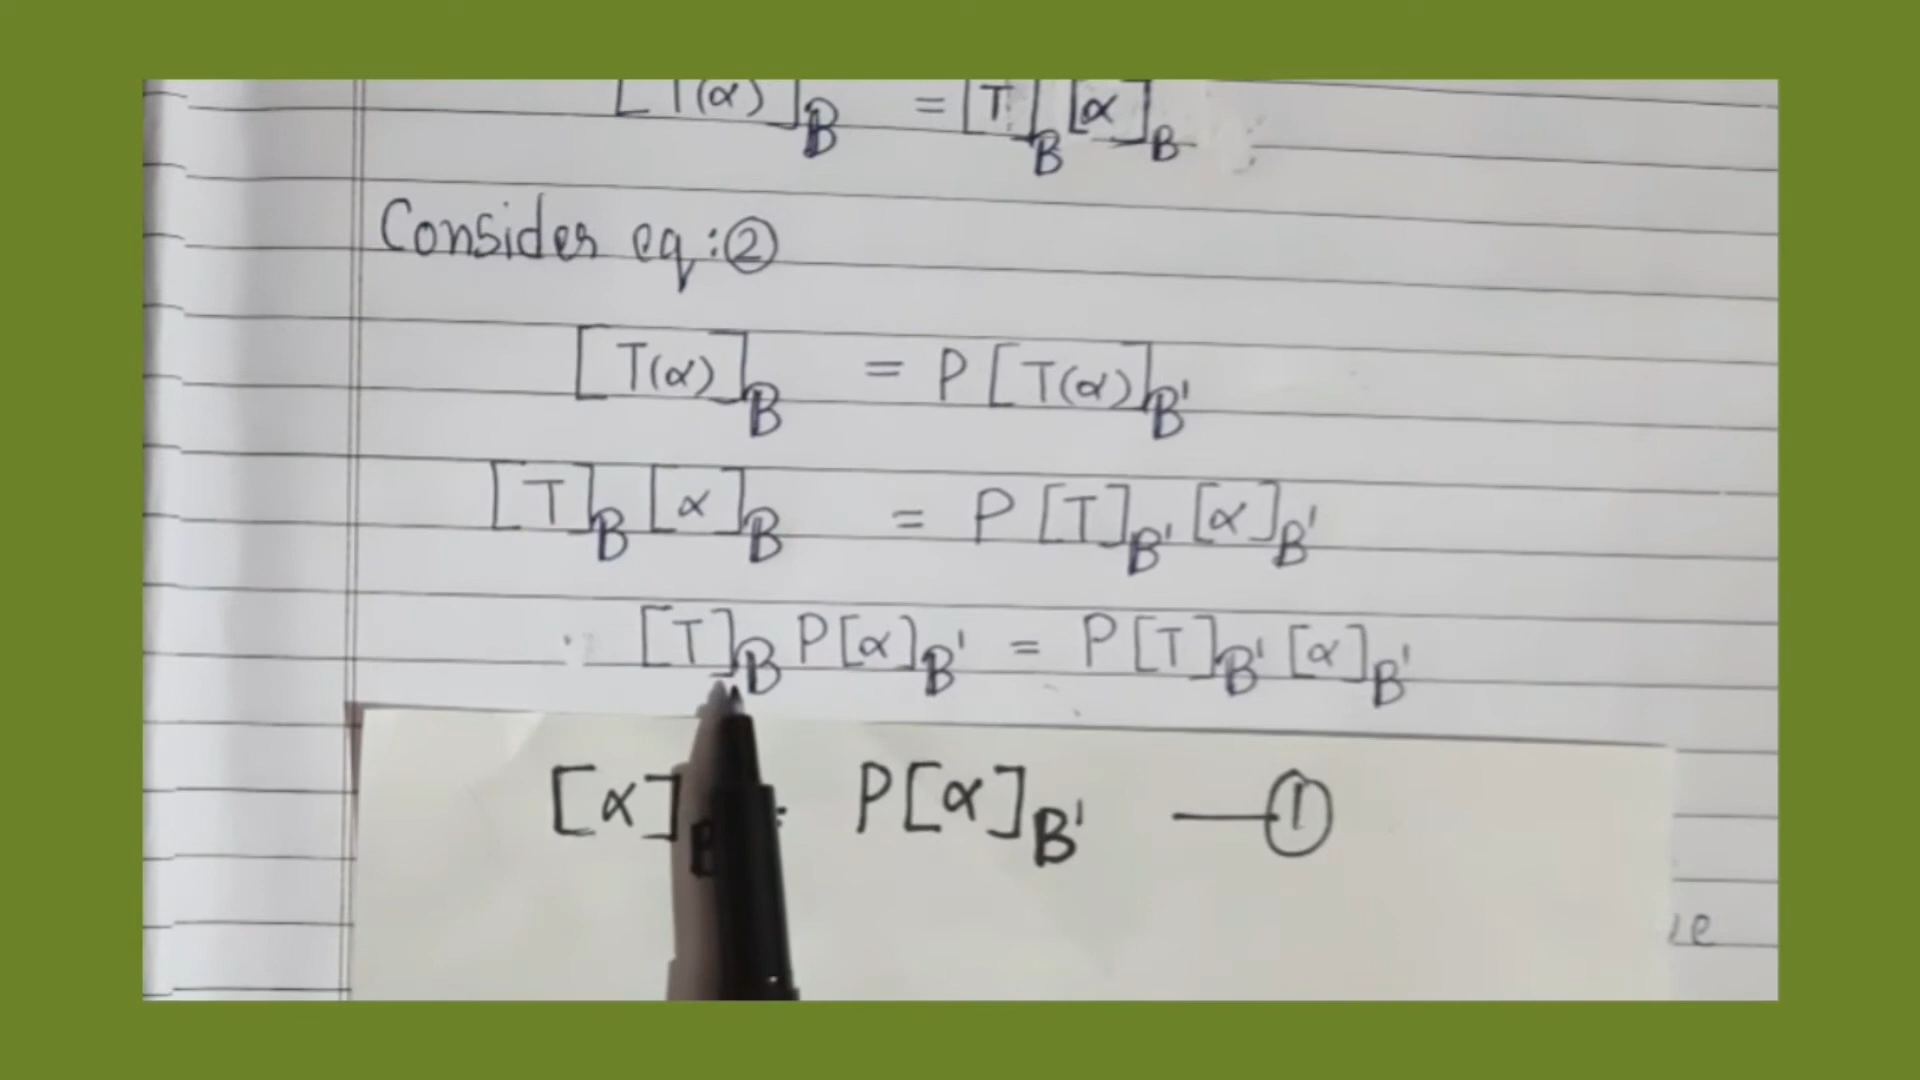 [T(α)]B = [T]B [α]B
Consider eq:②
[T(α)]B = P[T(α)]B'
[T]B [α]B = P[T]B' [α]B'
[T]B P[α]B' = P[T]B' [α]B'
[α]B = P[α]B' —①